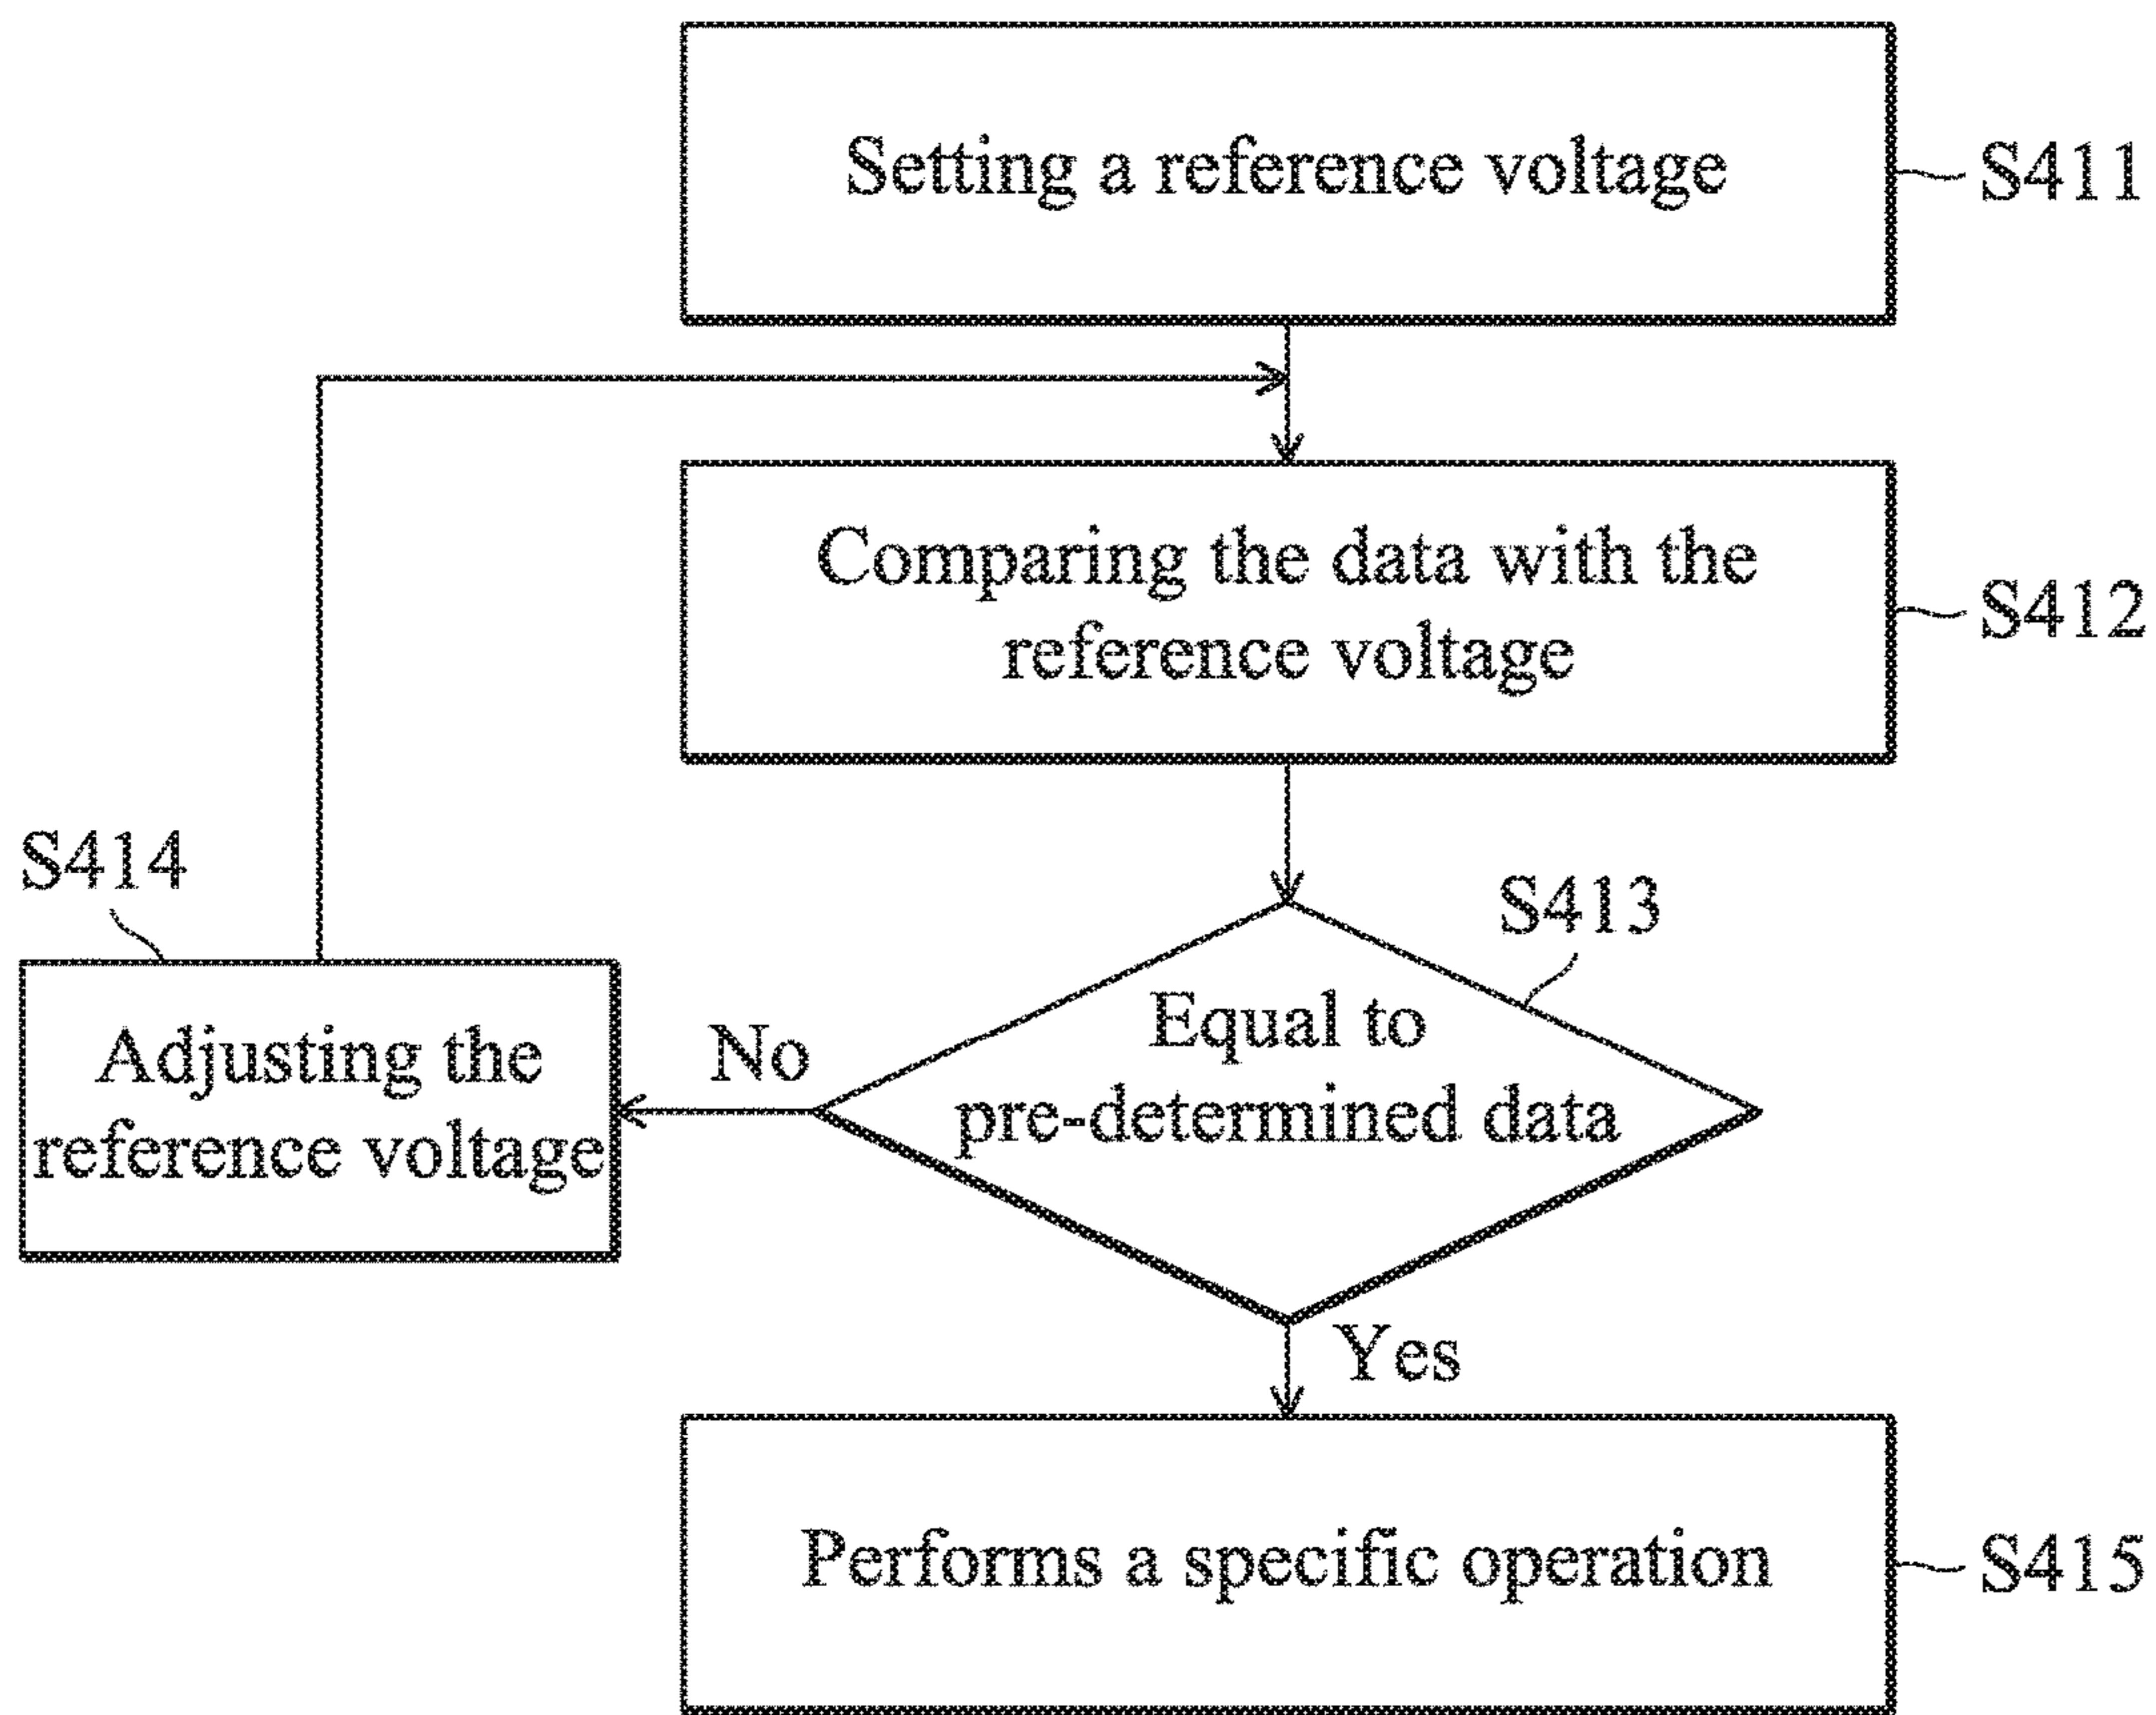 Setting a reference voltage
S411
Comparing the data with the
reference voltage
S412
S414
S413
Adjusting the
reference voltage
No
Equal to
pre-determined data
Yes
Performs a specific operation
S415